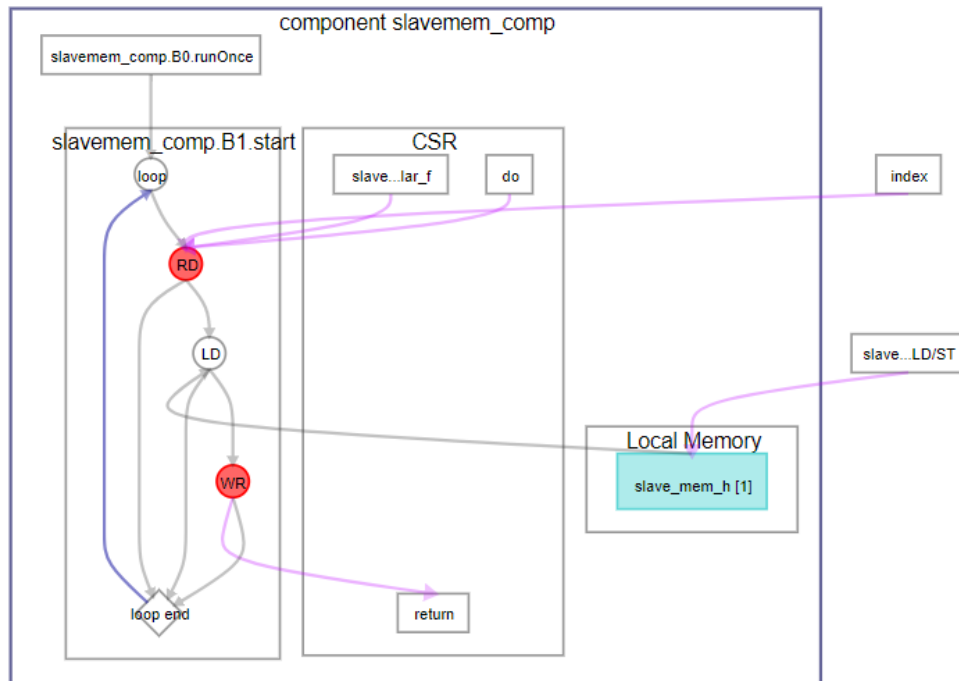 component slavemem_comp
slavemem_comp.B0.runOnce
slavemem_comp.B1.start
CSR
loop
slave...lar_f
do
index
RD
LD
slave...LD/ST
Local Memory
WR
slave_mem_h [1]
loop end
return